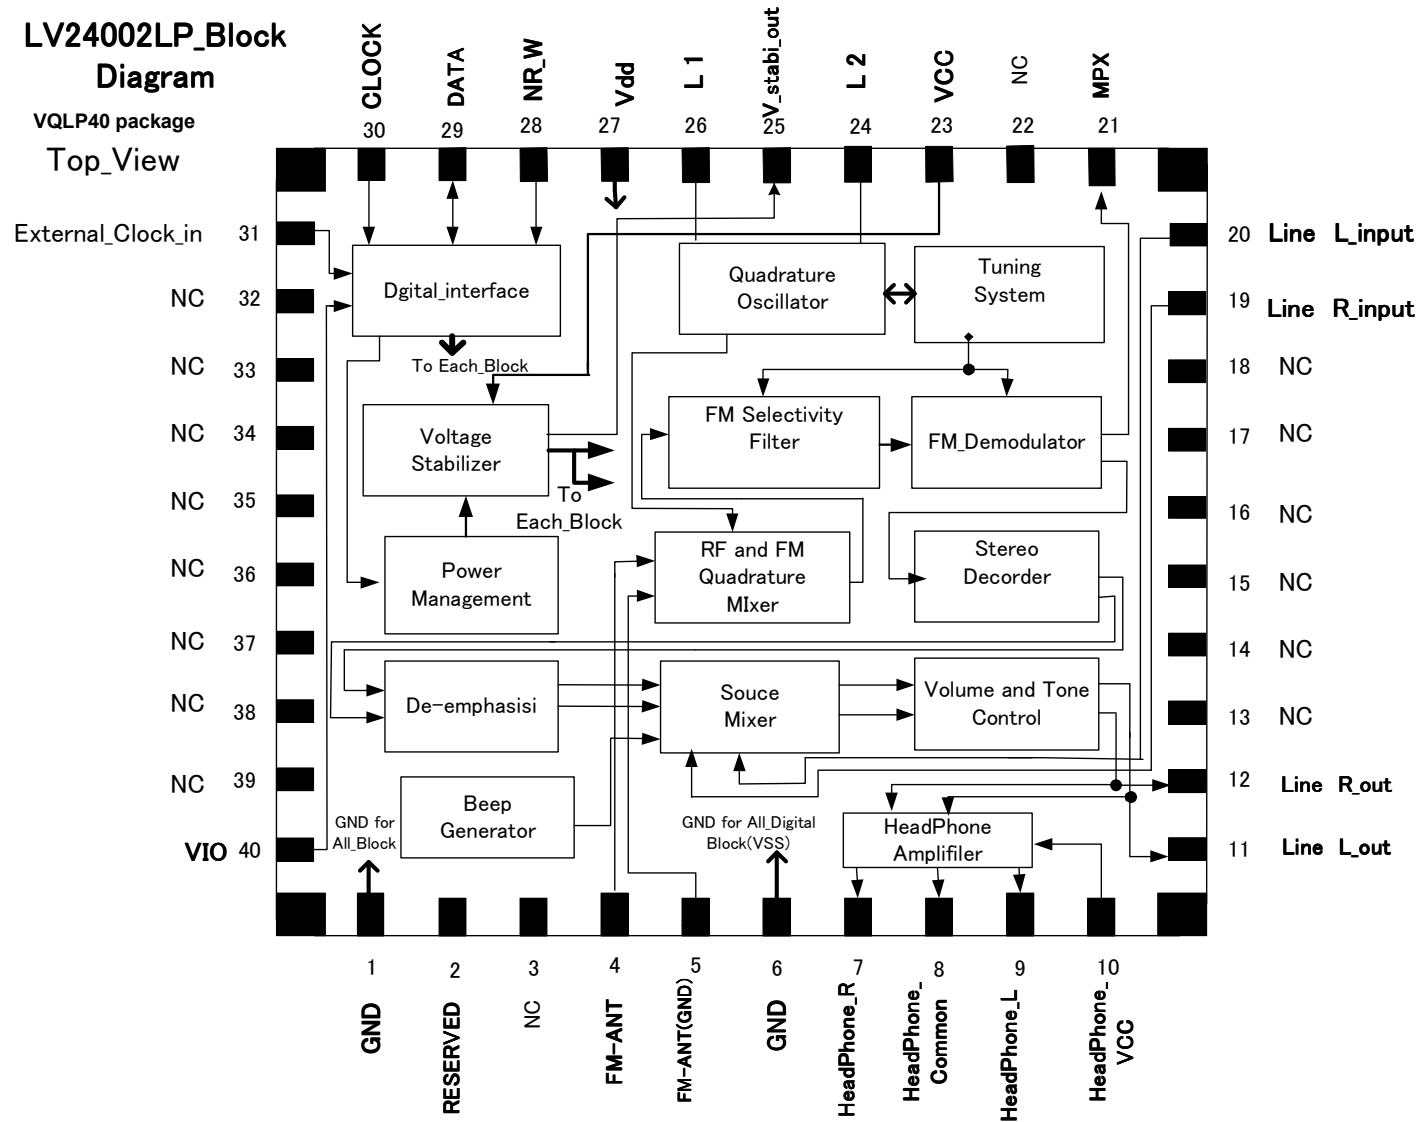 LV24002LP_Block
Diagram
VQLP40 package
Top_View
CLOCK
DATA
NR_W
Vdd
L 1
V_stabi_out
L 2
VCC
NC
MPX
30
29
28
27
26
25
24
23
22
21
External_Clock_in 31
NC 32
NC 33
NC 34
NC 35
NC 36
NC 37
NC 38
NC 39
VIO 40
20 Line L_input
19 Line R_input
18 NC
17 NC
16 NC
15 NC
14 NC
13 NC
12 Line R_out
11 Line L_out
Dgital_interface
To Each_Block
Quadrature
Oscillator
Tuning
System
Voltage
Stabilizer
To
Each_Block
FM Selectivity
Filter
FM_Demodulator
Power
Management
RF and FM
Quadrature
MIxer
Stereo
Decorder
De-emphasisi
Souce
Mixer
Volume and Tone
Control
Beep
Generator
GND for
All_Block
GND for All_Digital
Block(VSS)
HeadPhone
Amplifiler
1
2
3
4
5
6
7
8
9
10
GND
RESERVED
NC
FM-ANT
FM-ANT(GND)
GND
HeadPhone_R
HeadPhone_
Common
HeadPhone_L
HeadPhone_
VCC